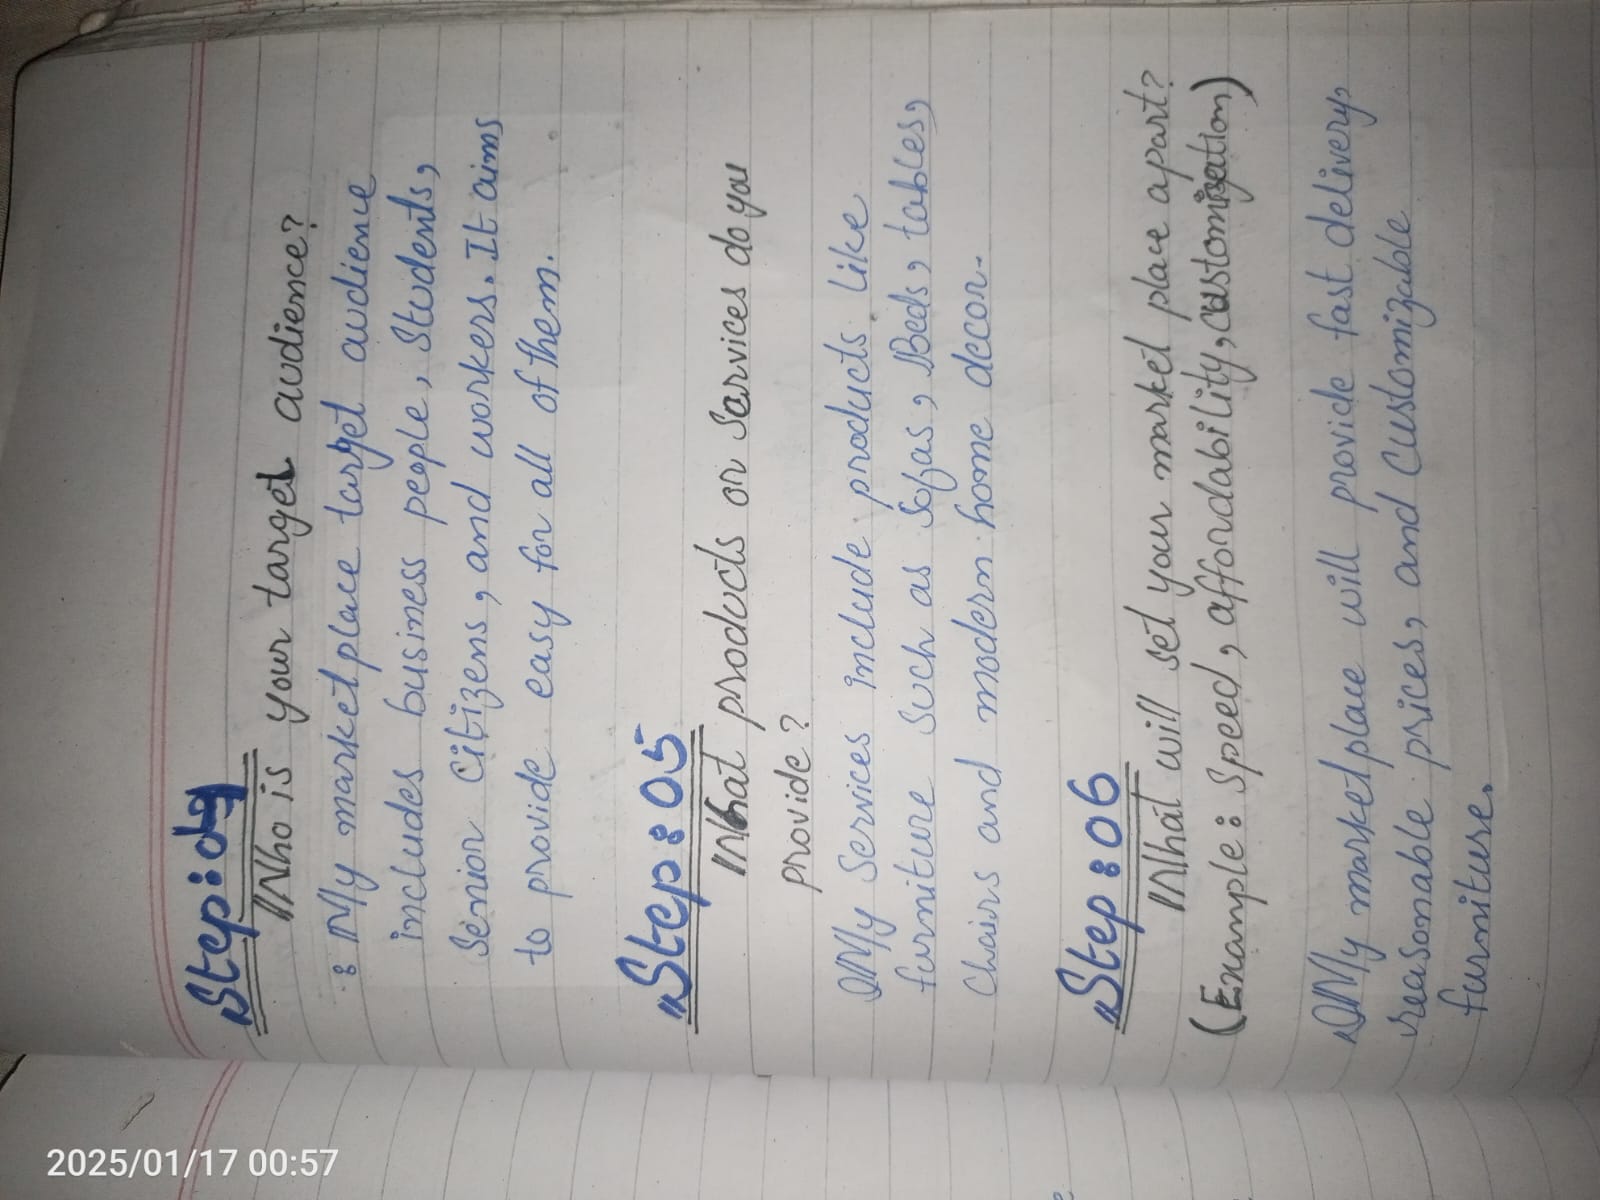 "Step:04
Who is your target audience?
: My marketplace target audience
includes business people, Students,
Senior Citizens, and workers. It aims
to provide easy for all of them.
"Step:05
What products or Sarvices do you
provide?
My Services include products like
furniture such as Sofas, Beds, tables,
Chairs and modern home decor.
"Step:06
What will set your market place apart?
(Example: Speed, affordability, customization)
My marketplace will provide fast delivery,
reasonable prices, and Customizable
furniture.
2025/01/17 00:57